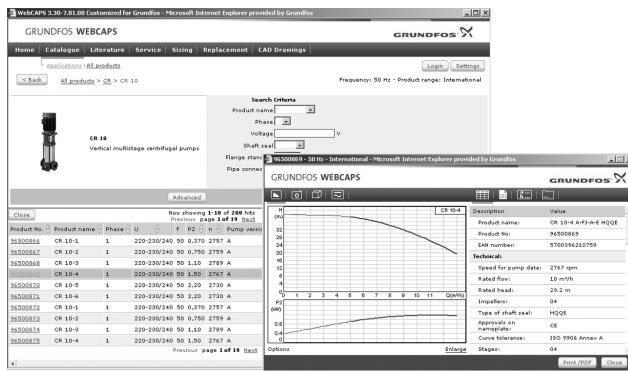 WebCAPS 3.30-7.01.08 Customized for Grundfos - Microsoft Internet Explorer provided by Grundfos
GRUNDFOS WEBCAPS
GRUNDFOS
Home Catalogue Literature Service Sizing Replacement CAD Drawings
Applications | All products
Login Settings
< Back All products > CR > CR 10
Frequency: 50 Hz - Product range: International
Search Criteria
Product name
Phase
Voltage V
Shaft seal
Flange stand
Pipe connec
CR 10
Vertical multistage centrifugal pumps
Advanced
Close
Now showing 1-10 of 200 hits
Previous page 1 of 19 Next
Product No. Product name Phase U f P2 n Pump versio
96500866 CR 10-1 1 220-230/240 50 0,370 2757 A
96500867 CR 10-2 1 220-230/240 50 0,750 2759 A
96500868 CR 10-3 1 220-230/240 50 1,10 2789 A
96500869 CR 10-4 1 220-230/240 50 1,50 2767 A
96500870 CR 10-5 1 220-230/240 50 2,20 2730 A
96500871 CR 10-6 1 220-230/240 50 2,20 2730 A
96500872 CR 10-1 1 220-230/240 50 0,370 2757 A
96500873 CR 10-2 1 220-230/240 50 0,750 2759 A
96500874 CR 10-3 1 220-230/240 50 1,10 2789 A
96500875 CR 10-4 1 220-230/240 50 1,50 2767 A
Previous page 1 of 19 Next
96500869 - 50 Hz - International - Microsoft Internet Explorer provided by Grundfos
GRUNDFOS WEBCAPS
GRUNDFOS
H
(m)
CR 10-4
32
28
24
20
16
12
8
4
0
0 1 2 3 4 5 6 7 8 9 10 11 Q(m³/h)
P2
(kW)
0.8
0.4
0
Options
Enlarge
Description Value
Product name: CR 10-4 A-FJ-A-E HQQE
Product No: 96500869
EAN number: 5700396210759
Technical:
Speed for pump data: 2767 rpm
Rated flow: 10 m³/h
Rated head: 29.2 m
Impellers: 04
Type of shaft seal: HQQE
Approvals on nameplate: CE
Curve tolerance: ISO 9906 Annex A
Stages: 04
Print /PDF Close